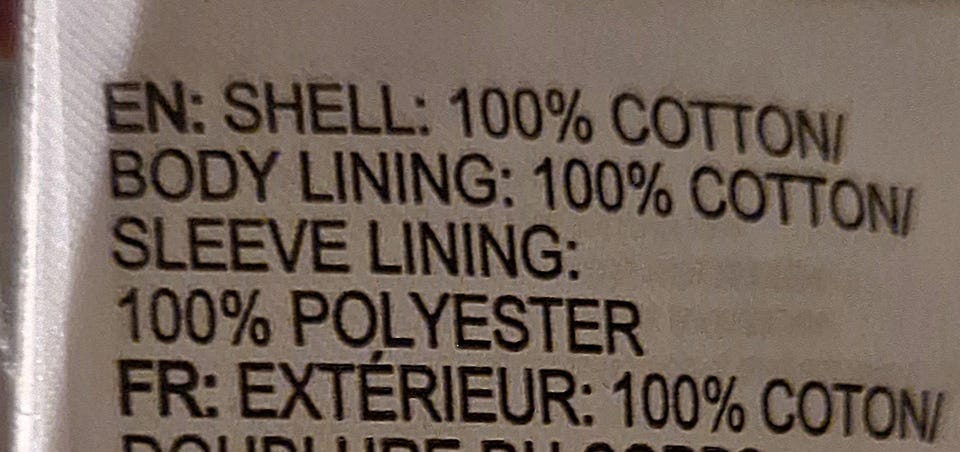 EN: SHELL: 100% COTTON/
BODY LINING: 100% COTTON/
SLEEVE LINING:
100% POLYESTER
FR: EXTÉRIEUR: 100% COTON/